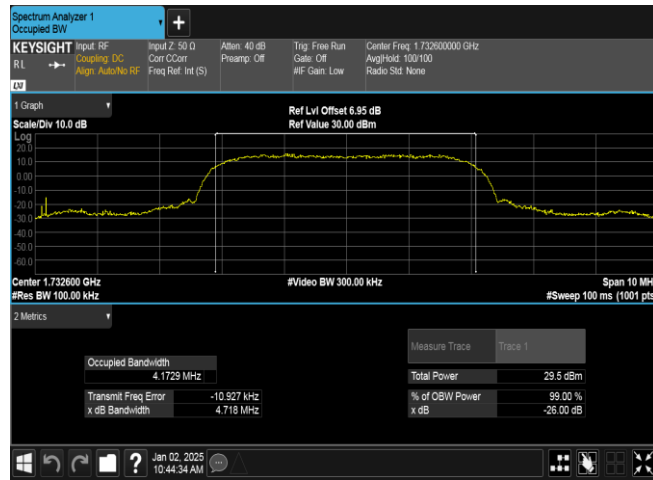 Spectrum Analyzer 1
Occupied BW
+
KEYSIGHT Input: RF Input Z: 50 Ω Atten: 40 dB Trig: Free Run Center Freq: 1.732600000 GHz
RL Coupling: DC Corr CCorr Preamp: Off Gate: Off Avg|Hold: 100/100
Align: Auto/No RF Freq Ref: Int (S) #IF Gain: Low Radio Std: None
LXI
1 Graph
Ref Lvl Offset 6.95 dB
Scale/Div 10.0 dB Ref Value 30.00 dBm
Log
20.0
10.0
0.00
-10.0
-20.0
-30.0
-40.0
-50.0
-60.0
Center 1.732600 GHz #Video BW 300.00 kHz Span 10 MH
#Res BW 100.00 kHz #Sweep 100 ms (1001 pts
2 Metrics
Measure Trace Trace 1
Occupied Bandwidth
4.1729 MHz Total Power 29.5 dBm
Transmit Freq Error -10.927 kHz % of OBW Power 99.00 %
x dB Bandwidth 4.718 MHz x dB -26.00 dB
? Jan 02, 2025
10:44:34 AM